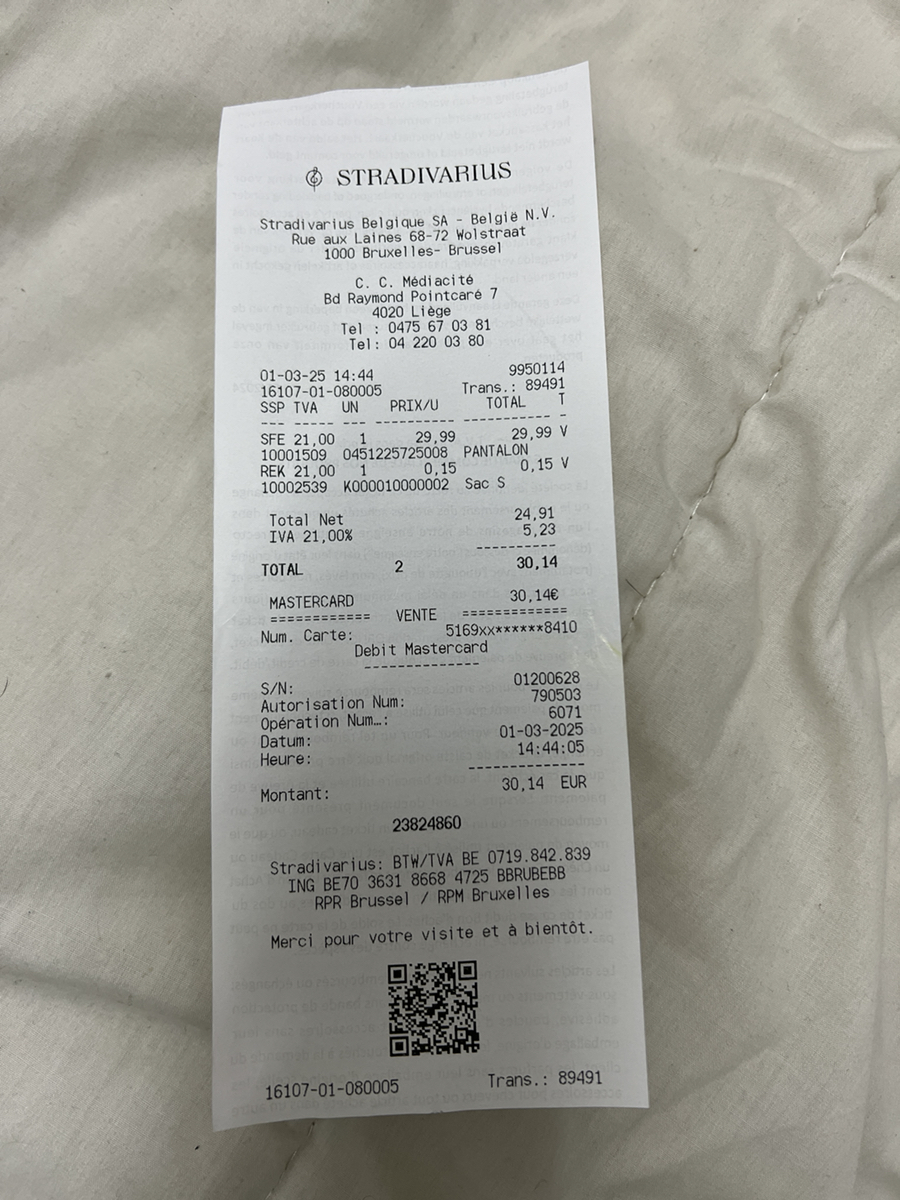 STRADIVARIUS
Stradivarius Belgique SA - België N.V.
Rue aux Laines 68-72 Wolstraat
1000 Bruxelles- Brussel
C. C. Médiacité
Bd Raymond Pointcaré 7
4020 Liège
Tel : 0475 67 03 81
Tel: 04 220 03 80
01-03-25 14:44 9950114
16107-01-080005 Trans.: 89491
SSP TVA UN PRIX/U TOTAL T
--- ----- --- ---------- ----------- -
SFE 21,00 1 29,99 29,99 V
10001509 0451225725008 PANTALON
REK 21,00 1 0,15 0,15 V
10002539 K000010000002 Sac S
Total Net 24,91
IVA 21,00% 5,23
----------
TOTAL 2 30,14
MASTERCARD 30,14€
============ VENTE =============
Num. Carte: 5169xx******8410
Debit Mastercard
--------------
S/N: 01200628
Autorisation Num: 790503
Opération Num…: 6071
Datum: 01-03-2025
Heure: 14:44:05
--------------
Montant: 30,14 EUR
23824860
Stradivarius: BTW/TVA BE 0719.842.839
ING BE70 3631 8668 4725 BBRUBEBB
RPR Brussel / RPM Bruxelles
Merci pour votre visite et à bientôt.
16107-01-080005 Trans.: 89491